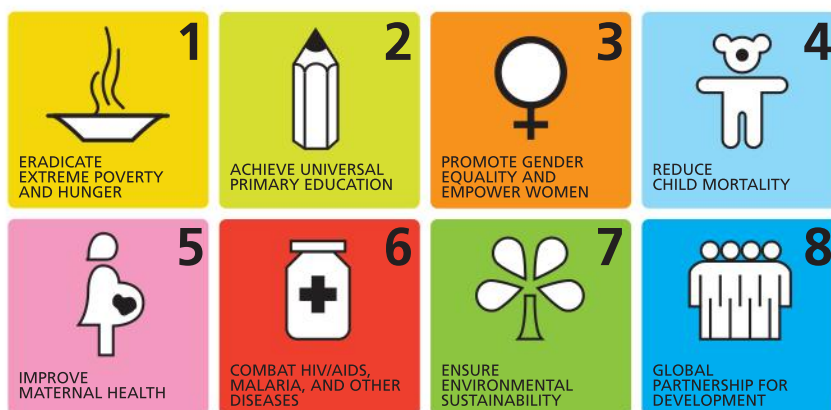 1
ERADICATE
EXTREME POVERTY
AND HUNGER
2
ACHIEVE UNIVERSAL
PRIMARY EDUCATION
3
PROMOTE GENDER
EQUALITY AND
EMPOWER WOMEN
4
REDUCE
CHILD MORTALITY
5
IMPROVE
MATERNAL HEALTH
6
COMBAT HIV/AIDS,
MALARIA, AND OTHER
DISEASES
7
ENSURE
ENVIRONMENTAL
SUSTAINABILITY
8
GLOBAL
PARTNERSHIP FOR
DEVELOPMENT